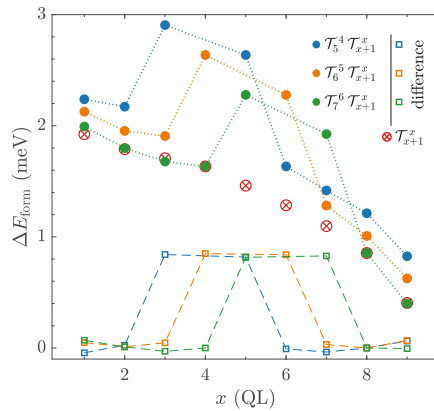 3
2
1
0
2
4
6
8
ΔE_form (meV)
x (QL)
𝒯₅⁴ 𝒯ₓ₊₁ˣ
𝒯₆⁵ 𝒯ₓ₊₁ˣ
𝒯₇⁶ 𝒯ₓ₊₁ˣ
difference
𝒯ₓ₊₁ˣ